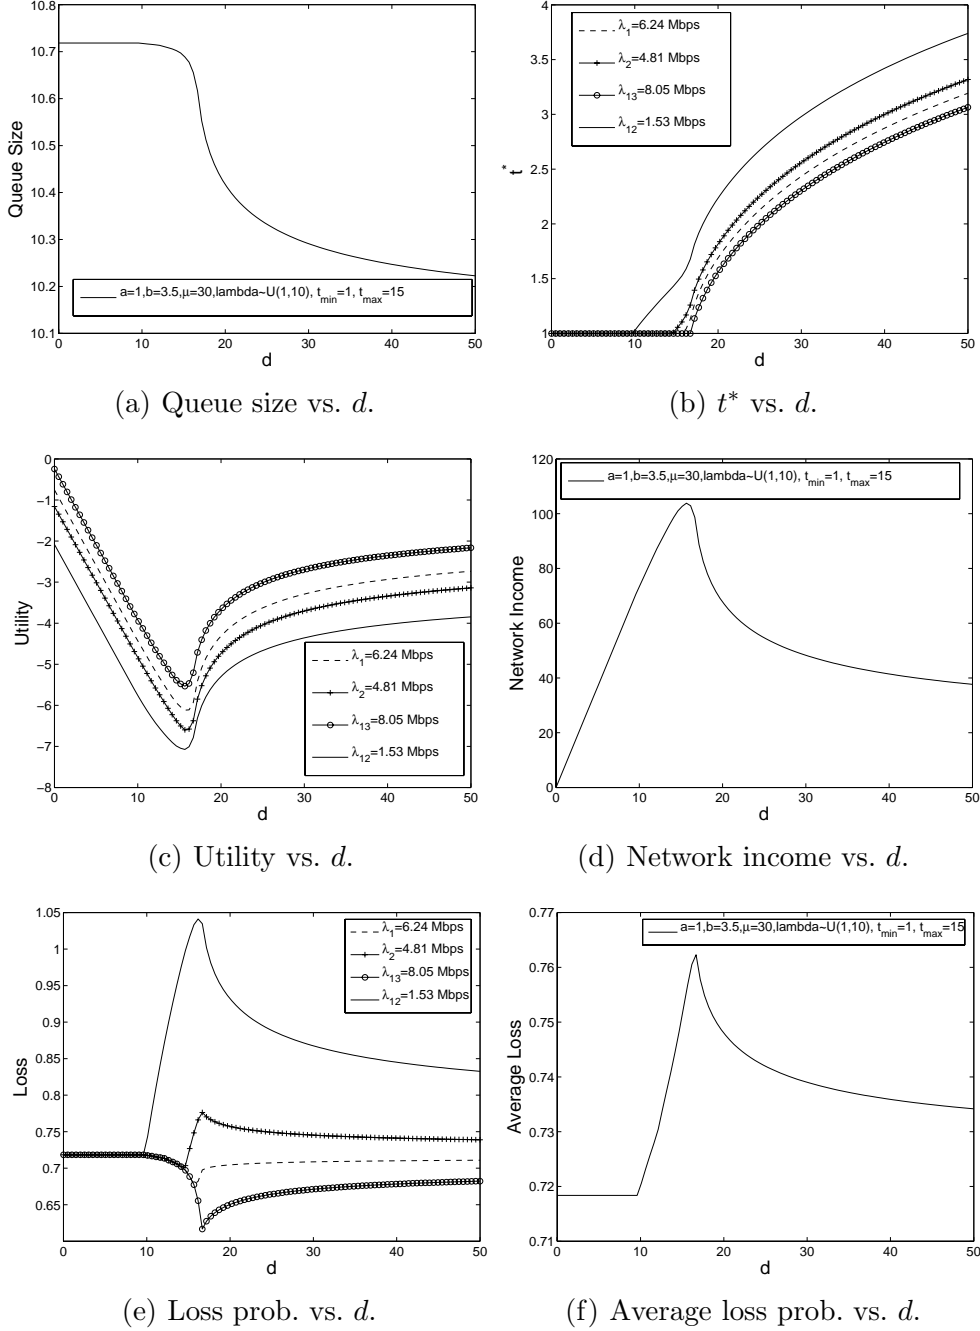 10.8
10.7
10.6
10.5
10.4
10.3
10.2
10.1
Queue Size
a=1,b=3.5,μ=30,lambda~U(1,10), t_min=1, t_max=15
0 10 20 30 40 50
d
(a) Queue size vs. d.
4
3.5
3
2.5
2
1.5
1
t*
λ_1=6.24 Mbps
λ_2=4.81 Mbps
λ_13=8.05 Mbps
λ_12=1.53 Mbps
0 10 20 30 40 50
d
(b) t* vs. d.
0
−1
−2
−3
−4
−5
−6
−7
−8
Utility
λ_1=6.24 Mbps
λ_2=4.81 Mbps
λ_13=8.05 Mbps
λ_12=1.53 Mbps
0 10 20 30 40 50
d
(c) Utility vs. d.
120
100
80
60
40
20
0
Network Income
a=1,b=3.5,μ=30,lambda~U(1,10), t_min=1, t_max=15
0 10 20 30 40 50
d
(d) Network income vs. d.
1.05
1
0.95
0.9
0.85
0.8
0.75
0.7
0.65
Loss
λ_1=6.24 Mbps
λ_2=4.81 Mbps
λ_13=8.05 Mbps
λ_12=1.53 Mbps
0 10 20 30 40 50
d
(e) Loss prob. vs. d.
0.77
0.76
0.75
0.74
0.73
0.72
0.71
Average Loss
a=1,b=3.5,μ=30,lambda~U(1,10), t_min=1, t_max=15
0 10 20 30 40 50
d
(f) Average loss prob. vs. d.